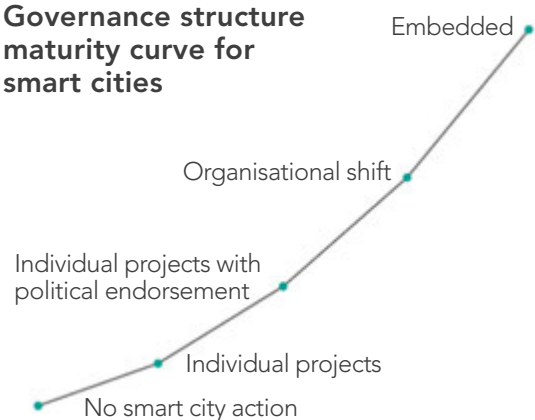 Governance structure
maturity curve for
smart cities
Embedded
Organisational shift
Individual projects with
political endorsement
Individual projects
No smart city action